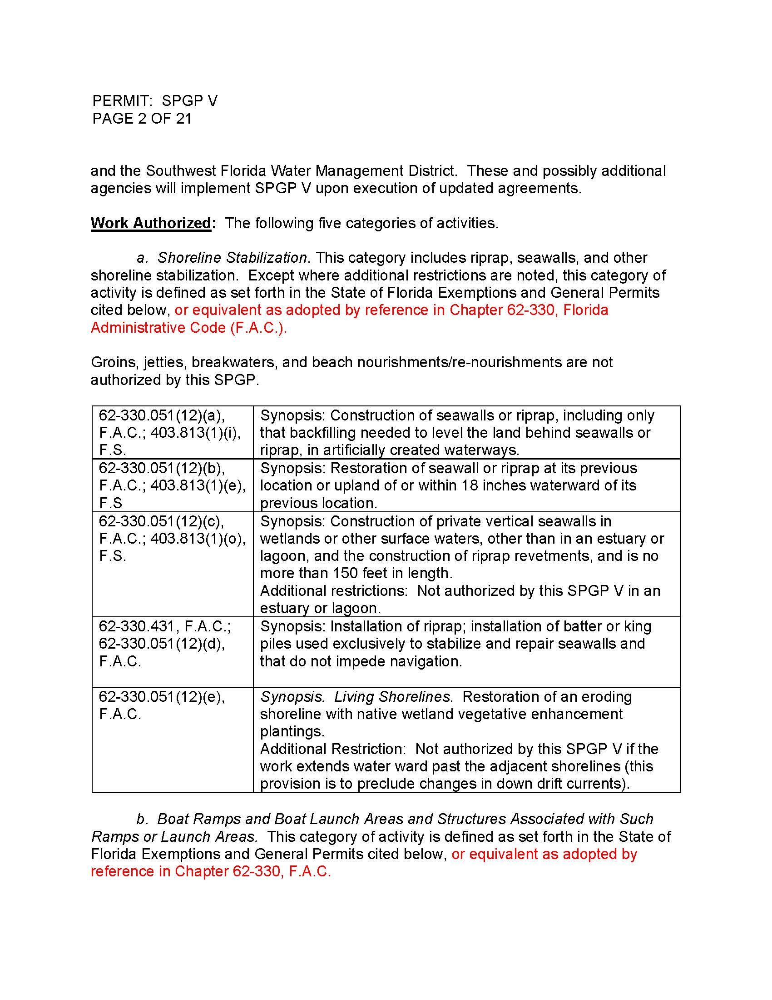 PERMIT:  SPGP V
PAGE 2 OF 21
and the Southwest Florida Water Management District.  These and possibly additional
agencies will implement SPGP V upon execution of updated agreements.
Work Authorized:  The following five categories of activities.
a.  Shoreline Stabilization. This category includes riprap, seawalls, and other
shoreline stabilization.  Except where additional restrictions are noted, this category of
activity is defined as set forth in the State of Florida Exemptions and General Permits
cited below, or equivalent as adopted by reference in Chapter 62-330, Florida
Administrative Code (F.A.C.).
Groins, jetties, breakwaters, and beach nourishments/re-nourishments are not
authorized by this SPGP.
62-330.051(12)(a),
F.A.C.; 403.813(1)(i),
F.S.
Synopsis: Construction of seawalls or riprap, including only
that backfilling needed to level the land behind seawalls or
riprap, in artificially created waterways.
62-330.051(12)(b),
F.A.C.; 403.813(1)(e),
F.S
Synopsis: Restoration of seawall or riprap at its previous
location or upland of or within 18 inches waterward of its
previous location.
62-330.051(12)(c),
F.A.C.; 403.813(1)(o),
F.S.
Synopsis: Construction of private vertical seawalls in
wetlands or other surface waters, other than in an estuary or
lagoon, and the construction of riprap revetments, and is no
more than 150 feet in length.
Additional restrictions:  Not authorized by this SPGP V in an
estuary or lagoon.
62-330.431, F.A.C.;
62-330.051(12)(d),
F.A.C.
Synopsis: Installation of riprap; installation of batter or king
piles used exclusively to stabilize and repair seawalls and
that do not impede navigation.
62-330.051(12)(e),
F.A.C.
Synopsis.  Living Shorelines.  Restoration of an eroding
shoreline with native wetland vegetative enhancement
plantings.
Additional Restriction:  Not authorized by this SPGP V if the
work extends water ward past the adjacent shorelines (this
provision is to preclude changes in down drift currents).
b.  Boat Ramps and Boat Launch Areas and Structures Associated with Such
Ramps or Launch Areas.  This category of activity is defined as set forth in the State of
Florida Exemptions and General Permits cited below, or equivalent as adopted by
reference in Chapter 62-330, F.A.C.